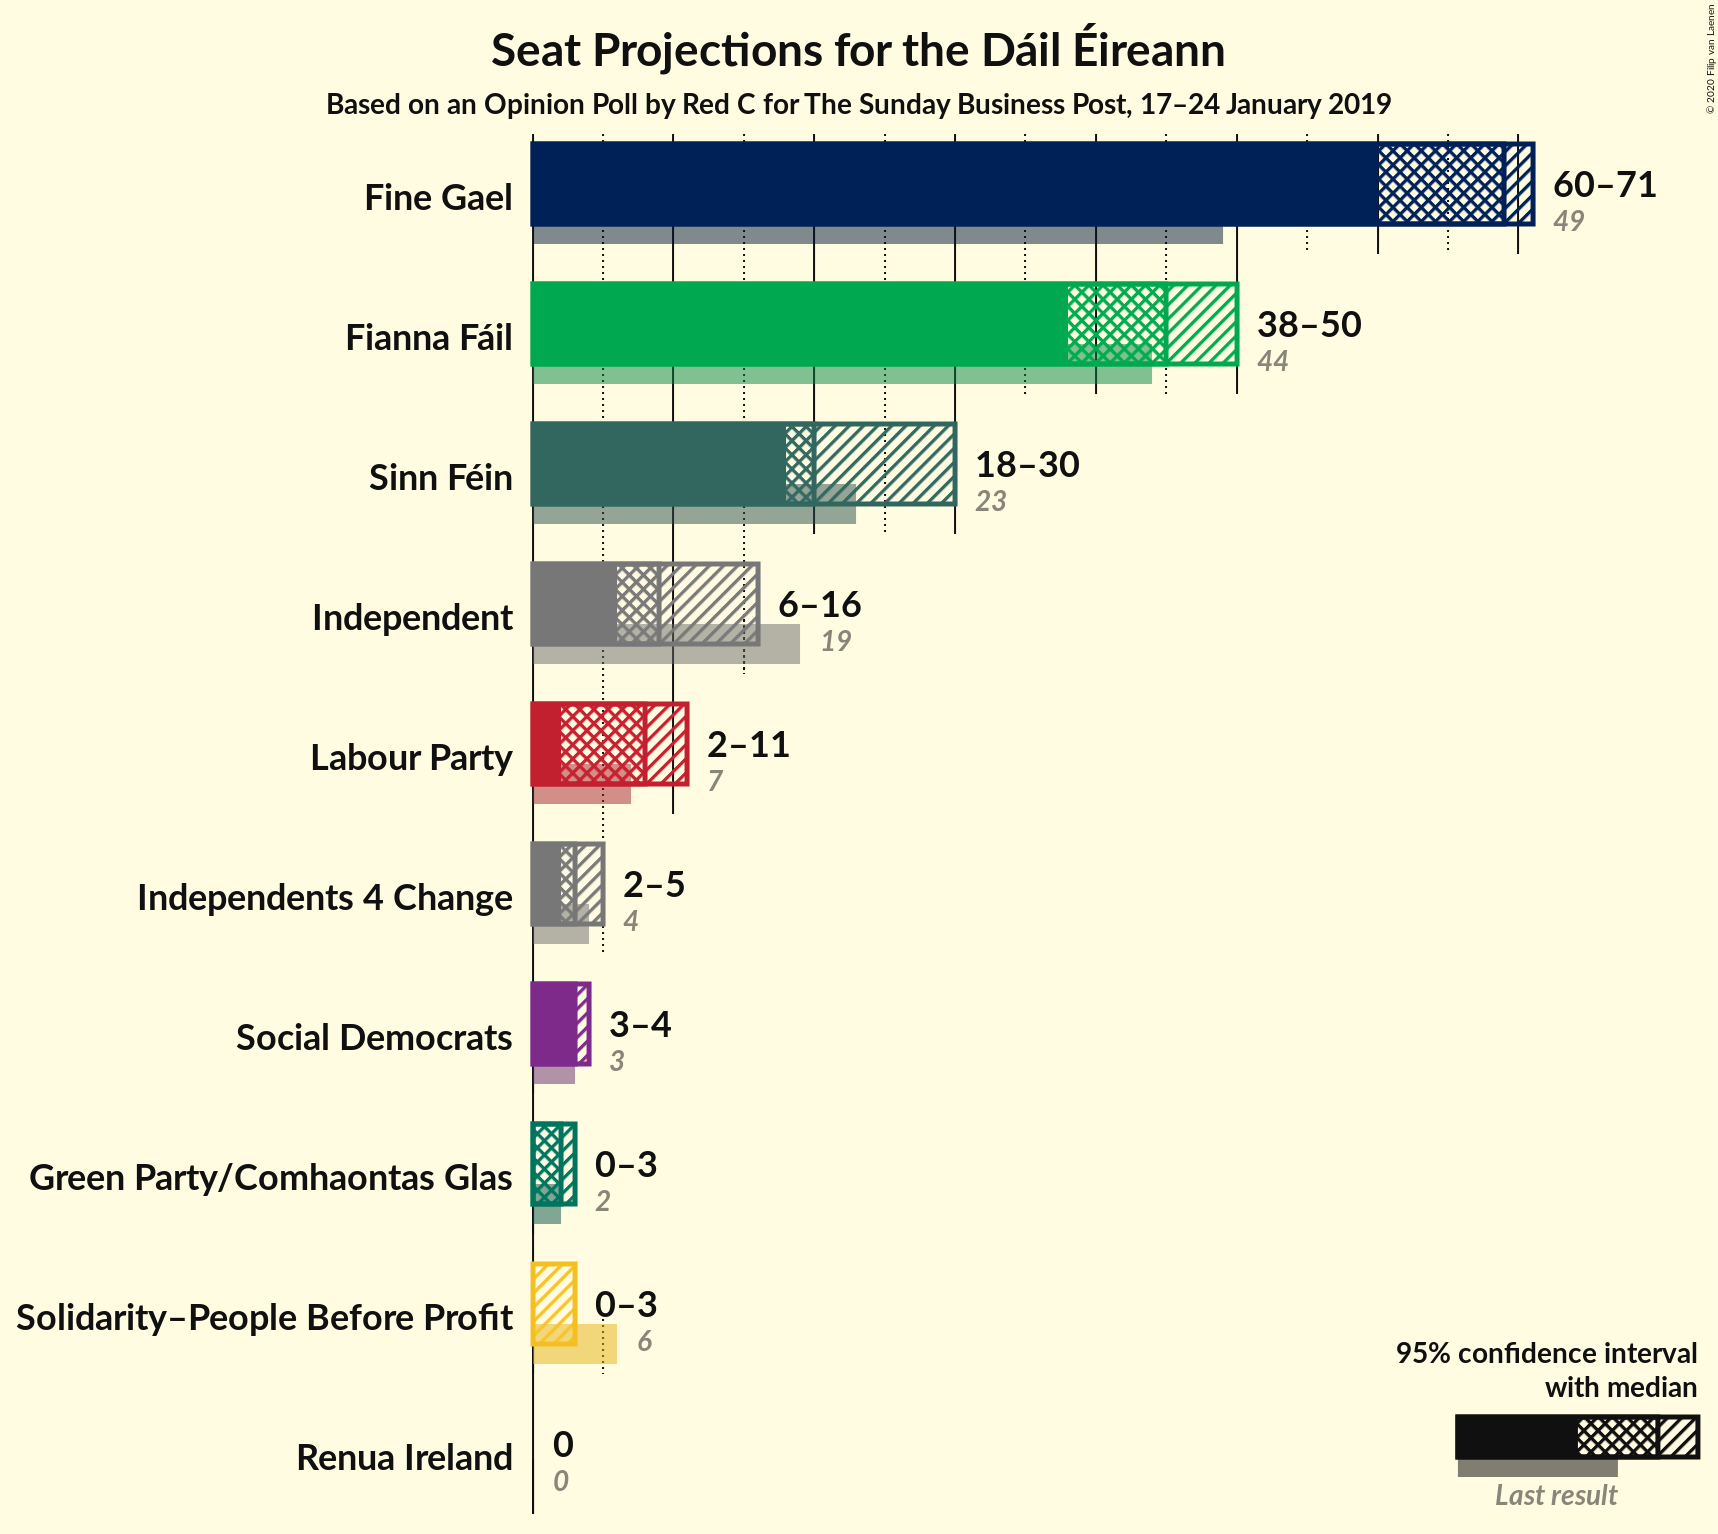 Seat Projections for the Dáil Éireann
Based on an Opinion Poll by Red C for The Sunday Business Post, 17–24 January 2019
© 2020 Filip van Laenen
Fine Gael
60–71
49
Fianna Fáil
38–50
44
Sinn Féin
18–30
23
Independent
6–16
19
Labour Party
2–11
7
Independents 4 Change
2–5
4
Social Democrats
3–4
3
Green Party/Comhaontas Glas
0–3
2
Solidarity–People Before Profit
0–3
6
Renua Ireland
0
0
95% confidence interval
with median
Last result